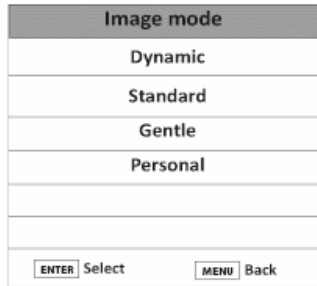 Image mode
Dynamic
Standard
Gentle
Personal
ENTER Select MENU Back